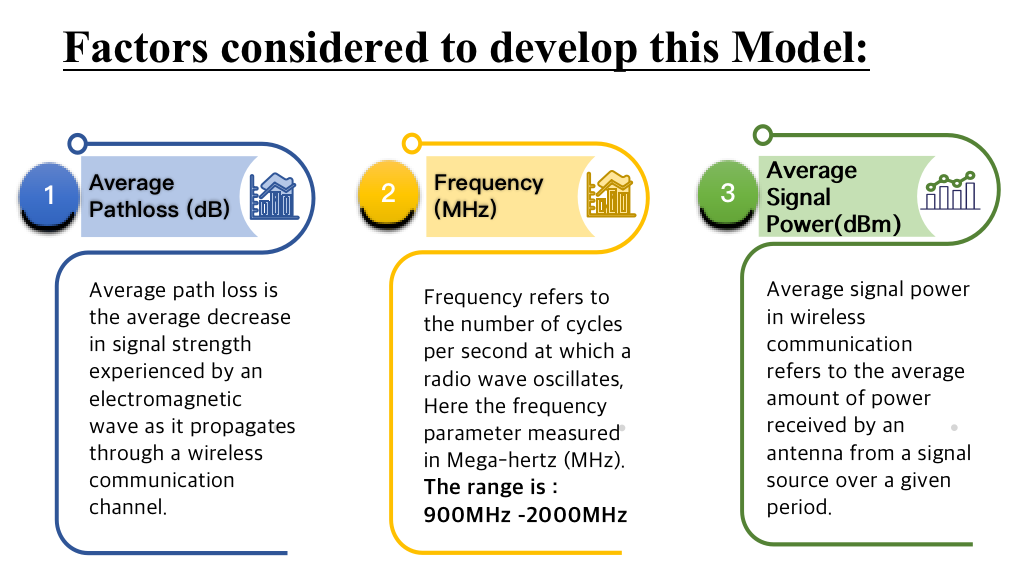 Factors considered to develop this Model:
1
Average
Pathloss (dB)
Average path loss is
the average decrease
in signal strength
experienced by an
electromagnetic
wave as it propagates
through a wireless
communication
channel.
2
Frequency
(MHz)
Frequency refers to
the number of cycles
per second at which a
radio wave oscillates,
Here the frequency
parameter measured
in Mega-hertz (MHz).
The range is :
900MHz -2000MHz
3
Average
Signal
Power(dBm)
Average signal power
in wireless
communication
refers to the average
amount of power
received by an
antenna from a signal
source over a given
period.